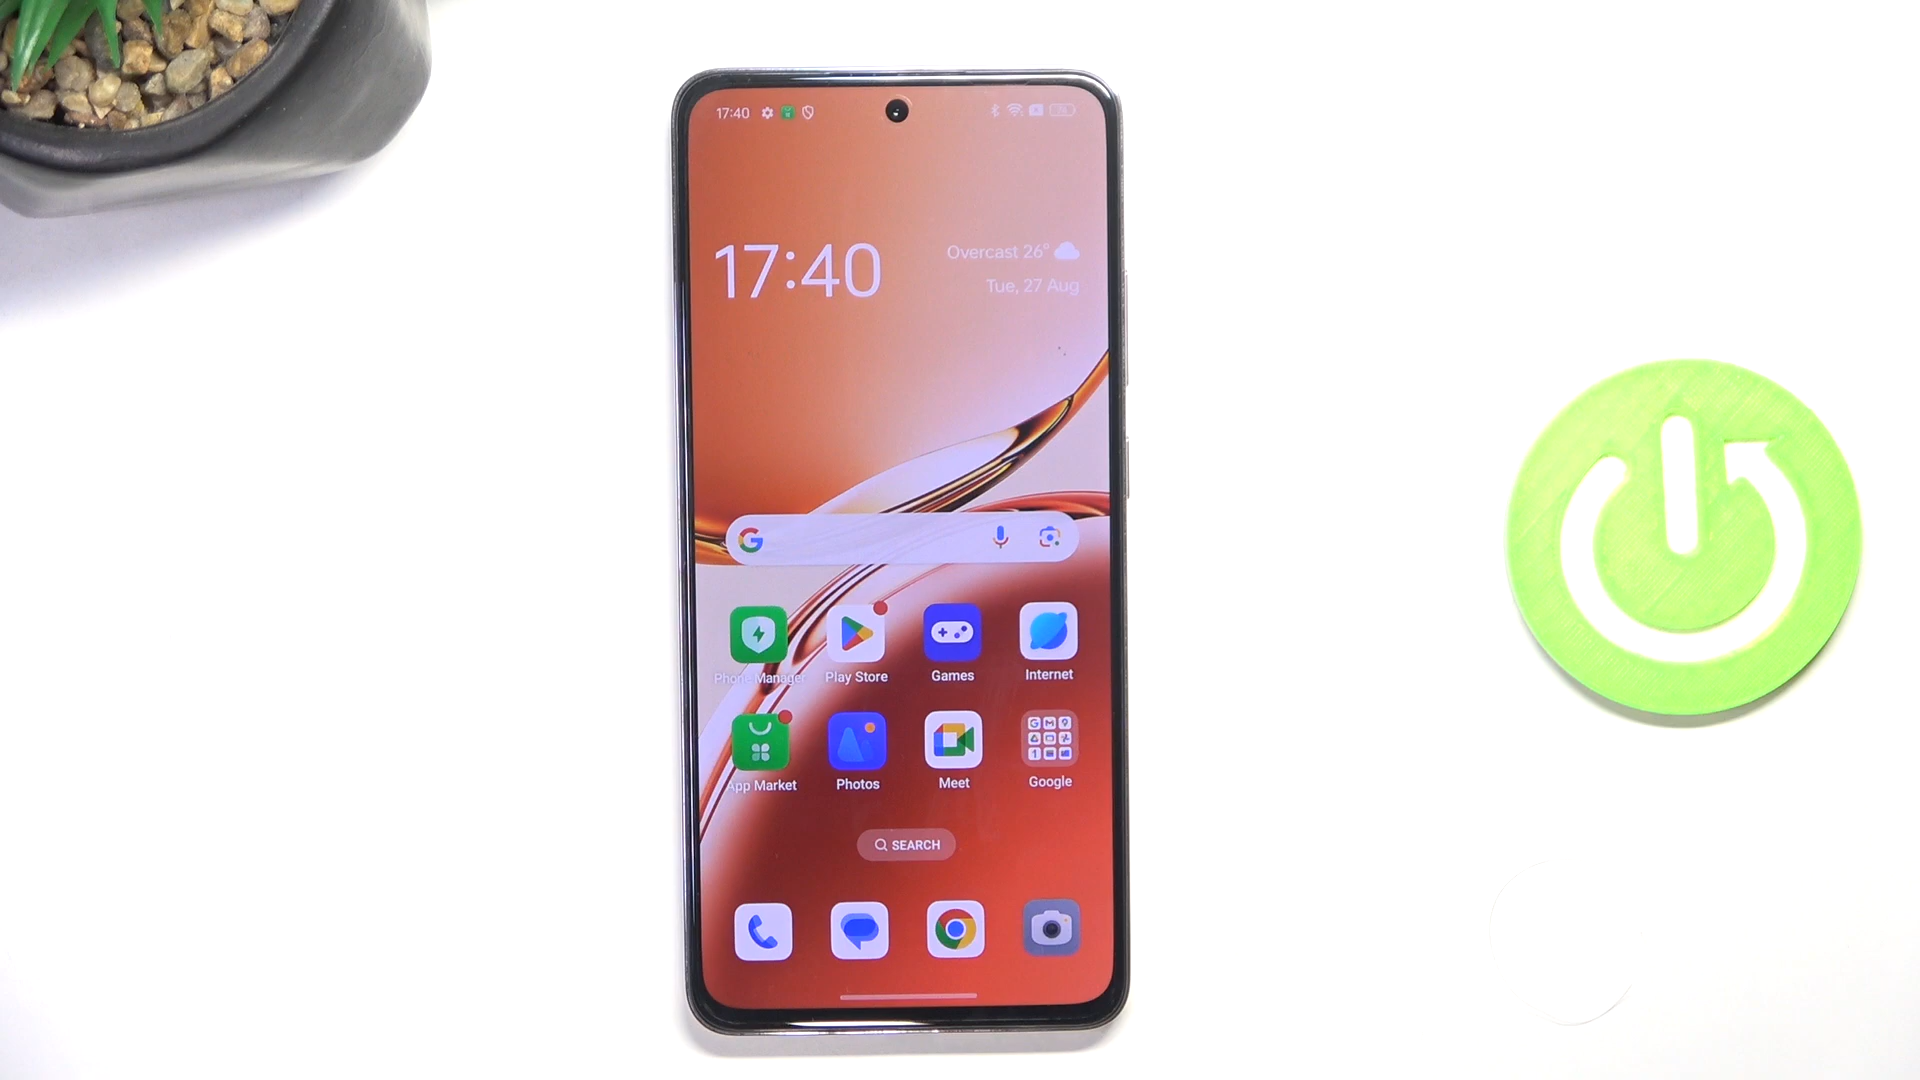 17:40
17:40
Overcast 26°
Tue, 27 Aug
Phone Manager
Play Store
Games
Internet
App Market
Photos
Meet
Google
SEARCH